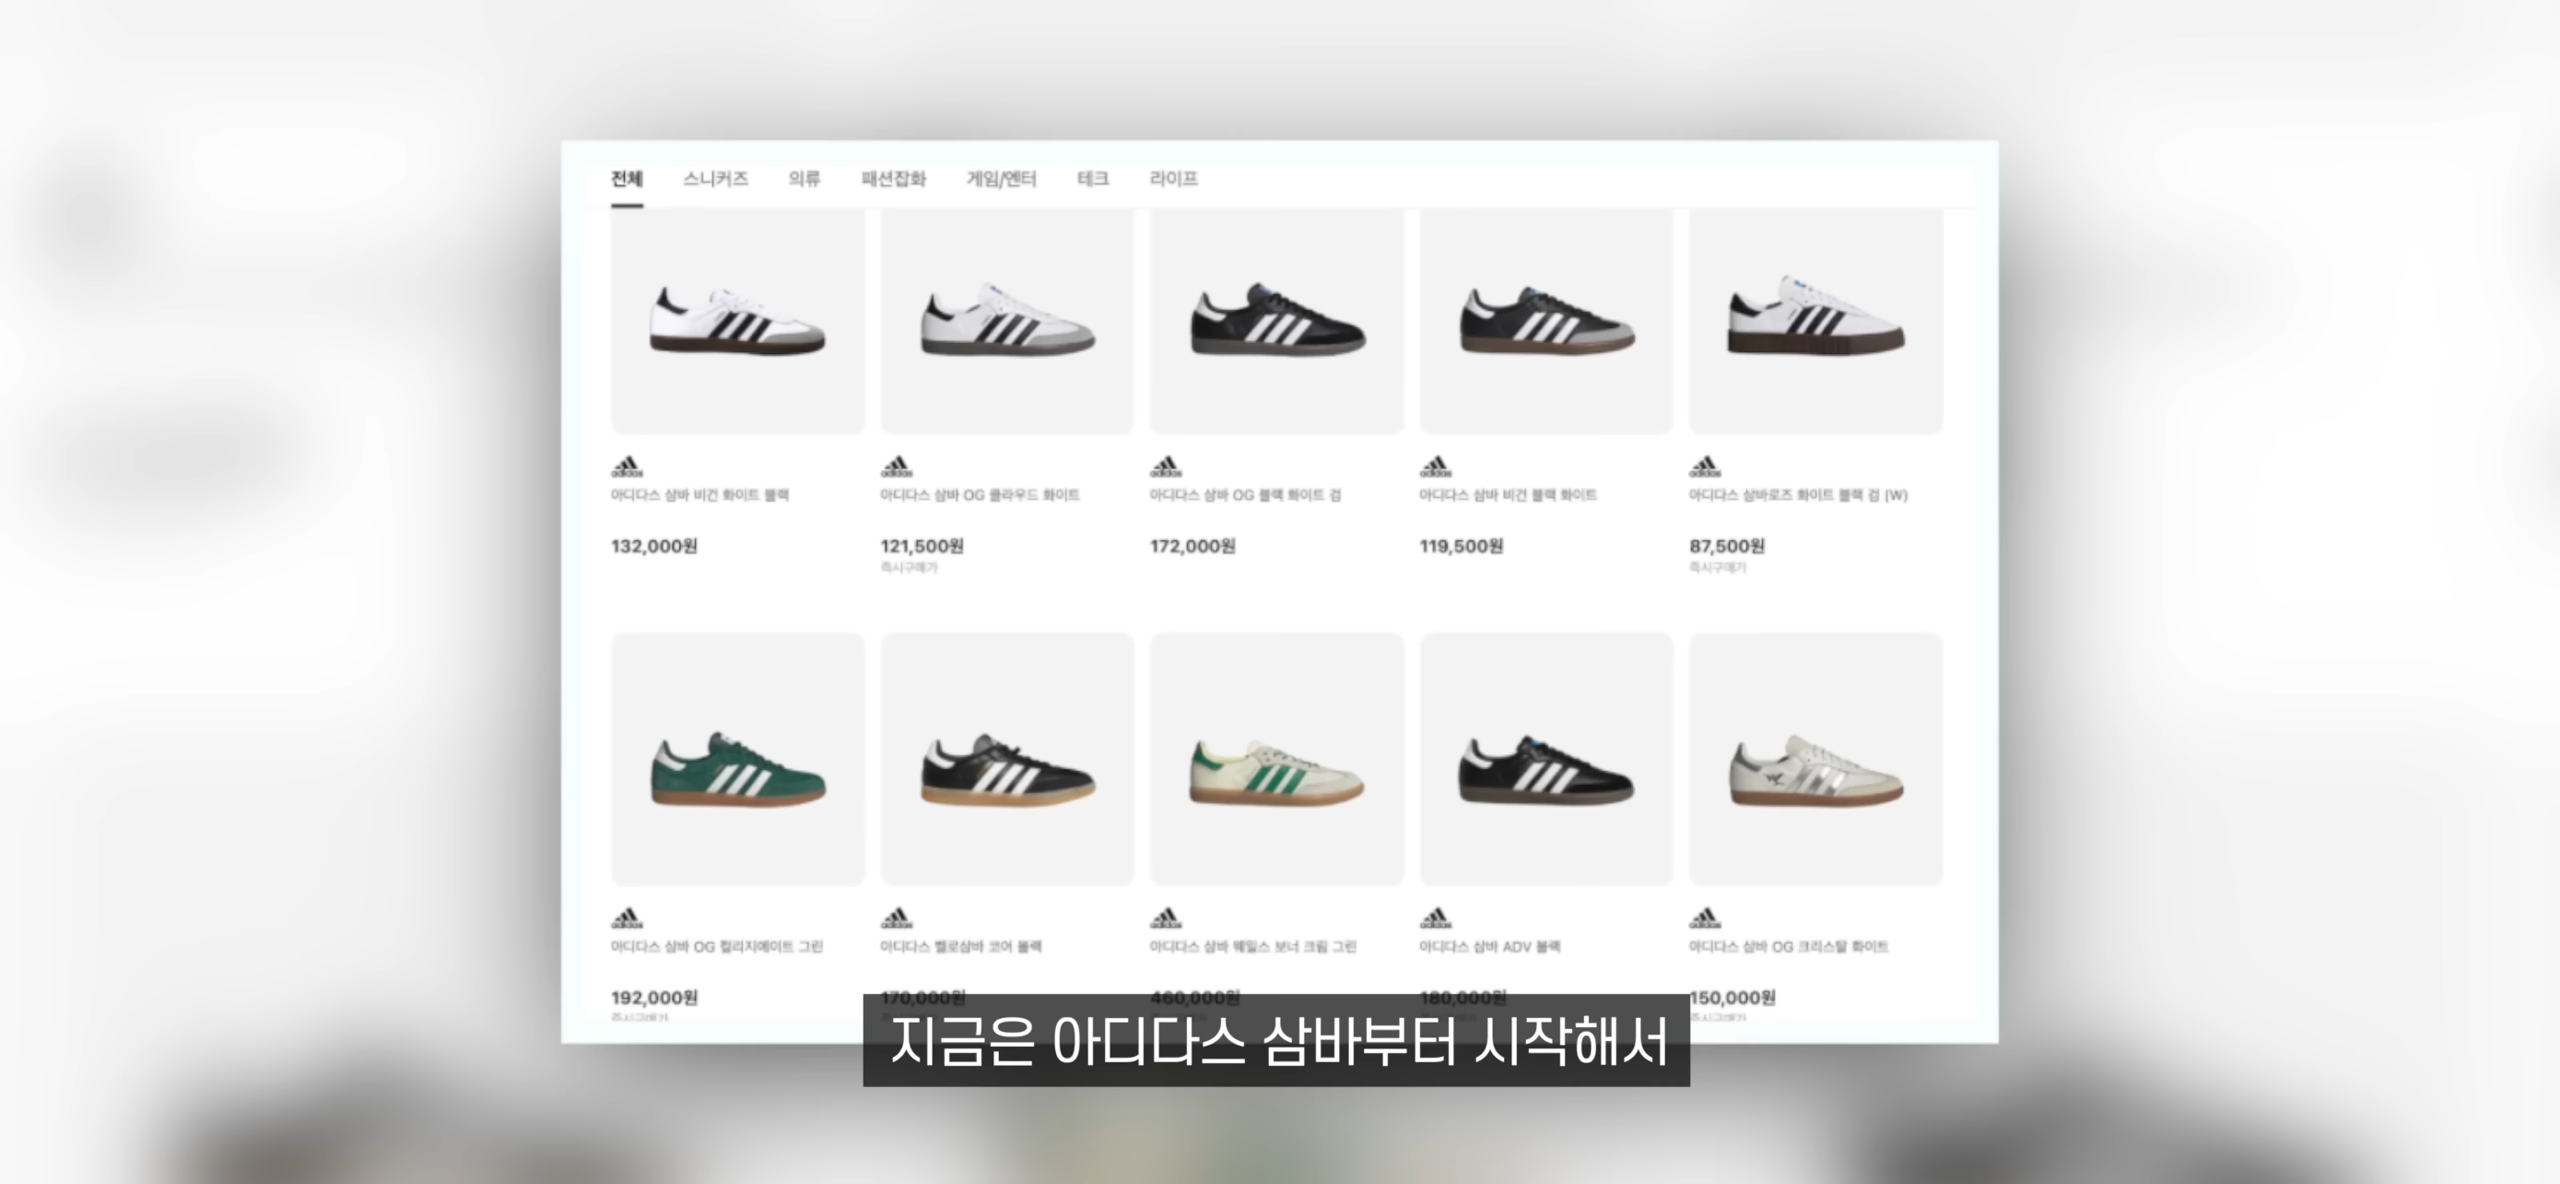 전체 스니커즈 의류 패션잡화 게임/엔터 테크 라이프
adidas adidas adidas adidas adidas
아디다스 삼바 비건 화이트 블랙 아디다스 삼바 OG 클라우드 화이트 아디다스 삼바 OG 블랙 화이트 검 아디다스 삼바 비건 블랙 화이트 아디다스 삼바로즈 화이트 블랙 검 (W)
132,000원 121,500원 172,000원 119,500원 87,500원
즉시구매가 즉시구매가
adidas adidas adidas adidas adidas
아디다스 삼바 OG 컬리지에이트 그린 아디다스 벨로삼바 코어 블랙 아디다스 삼바 웨일스 보너 크림 그린 아디다스 삼바 ADV 블랙 아디다스 삼바 OG 크리스탈 화이트
192,000원 170,000원 460,000원 180,000원 150,000원
지금은 아디다스 삼바부터 시작해서